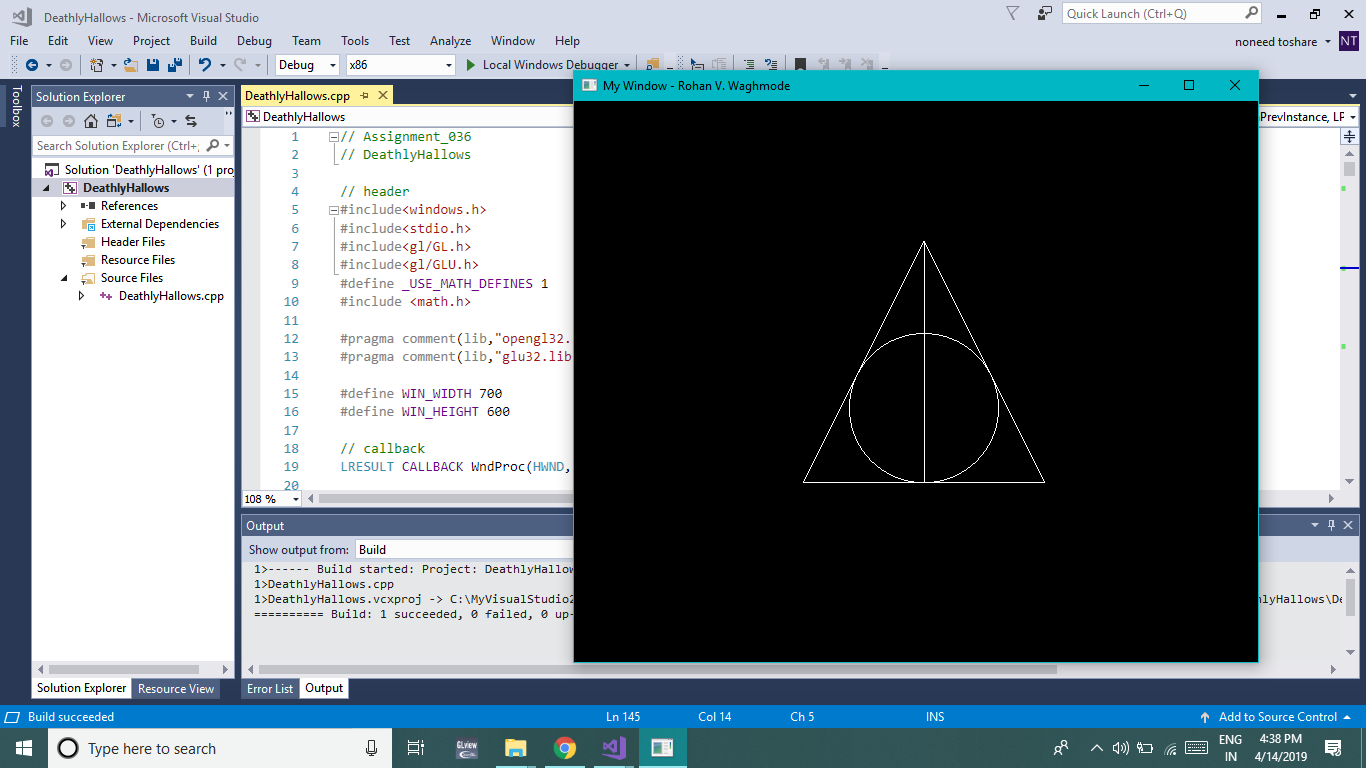 DeathlyHallows - Microsoft Visual Studio
Quick Launch (Ctrl+Q)
File Edit View Project Build Debug Team Tools Test Analyze Window Help
noneed toshare NT
Debug x86 Local Windows Debugger
Toolbox
Solution Explorer
Search Solution Explorer (Ctrl+;
Solution 'DeathlyHallows' (1 proj
DeathlyHallows
References
External Dependencies
Header Files
Resource Files
Source Files
DeathlyHallows.cpp
Solution Explorer Resource View
DeathlyHallows.cpp
DeathlyHallows
PrevInstance, LP
1 // Assignment_036
2 // DeathlyHallows
3
4 // header
5 #include<windows.h>
6 #include<stdio.h>
7 #include<gl/GL.h>
8 #include<gl/GLU.h>
9 #define _USE_MATH_DEFINES 1
10 #include <math.h>
11
12 #pragma comment(lib,"opengl32.
13 #pragma comment(lib,"glu32.lib
14
15 #define WIN_WIDTH 700
16 #define WIN_HEIGHT 600
17
18 // callback
19 LRESULT CALLBACK WndProc(HWND,
20
108 %
My Window - Rohan V. Waghmode
Output
Show output from: Build
1>------ Build started: Project: DeathlyHallow
1>DeathlyHallows.cpp
1>DeathlyHallows.vcxproj -> C:\MyVisualStudio2 hlyHallows\De
========== Build: 1 succeeded, 0 failed, 0 up-
Error List Output
Build succeeded Ln 145 Col 14 Ch 5 INS Add to Source Control
Type here to search
GLview
ENG
IN
4:38 PM
4/14/2019